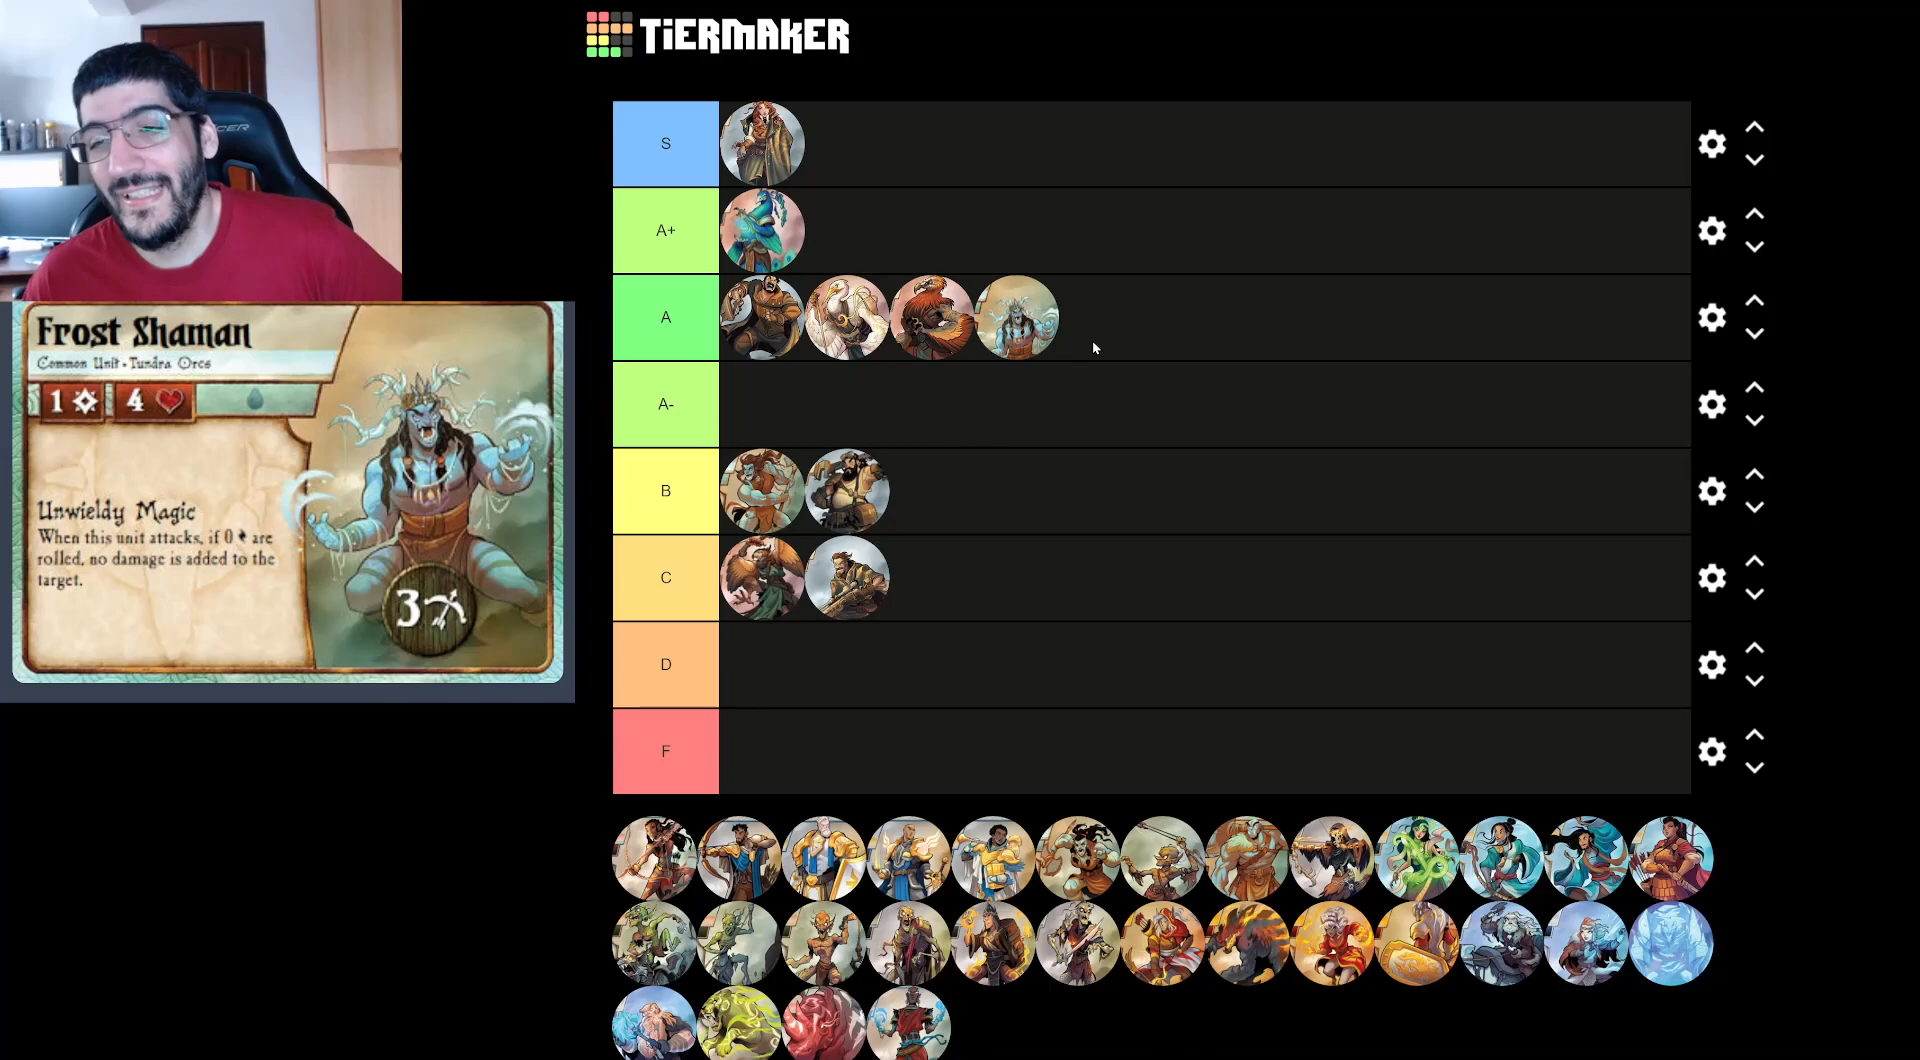 TiERMAKER
CER
Frost Shaman
Common Unit • Tundra Orcs
1 4
Unwieldy Magic
When this unit attacks, if 0 are
rolled, no damage is added to the
target.
3
S
A+
A
A-
B
C
D
F